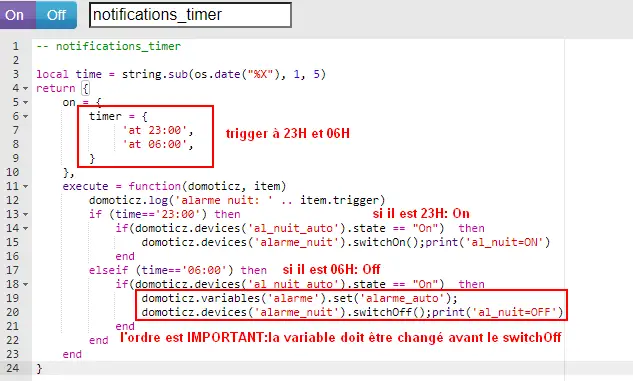 On Off notifications_timer
1 -- notifications_timer
2
3 local time = string.sub(os.date("%X"), 1, 5)
4 return {
5 on = {
6 timer = {
7 'at 23:00', trigger à 23H et 06H
8 'at 06:00',
9 }
10 },
11 execute = function(domoticz, item)
12 domoticz.log('alarme nuit: ' .. item.trigger)
13 if (time=='23:00') then si il est 23H: On
14 if(domoticz.devices('al_nuit_auto').state == "On") then
15 domoticz.devices('alarme_nuit').switchOn();print('al_nuit=ON')
16 end
17 elseif (time=='06:00') then si il est 06H: Off
18 if(domoticz.devices('al_nuit_auto').state == "On") then
19 domoticz.variables('alarme').set('alarme_auto');
20 domoticz.devices('alarme_nuit').switchOff();print('al_nuit=OFF')
21 end
22 end l'ordre est IMPORTANT:la variable doit être changé avant le switchOff
23 end
24 }